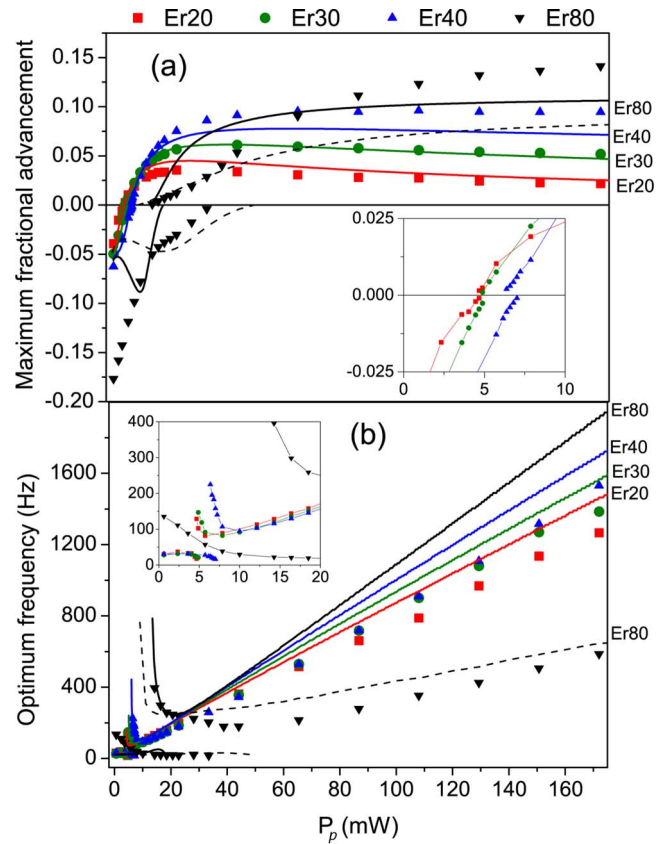 Er20 Er30 Er40 Er80
(a)
Maximum fractional advancement
0.20
0.15
0.10
0.05
0.00
-0.05
-0.10
-0.15
-0.20
Er80
Er40
Er30
Er20
0.025
0.000
-0.025
0 5 10
(b)
Optimum frequency (Hz)
1600
1200
800
400
0
400
300
200
100
0
0 5 10 15 20
Er80
Er40
Er30
Er20
Er80
0 20 40 60 80 100 120 140 160
Pp (mW)